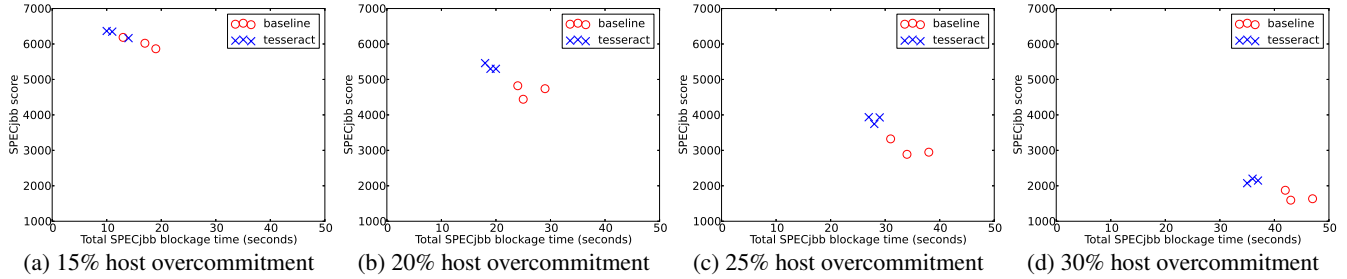 7000
6000
5000
4000
3000
2000
1000
SPECjbb score
0 10 20 30 40 50
Total SPECjbb blockage time (seconds)
baseline
tesseract
(a) 15% host overcommitment
7000
6000
5000
4000
3000
2000
1000
SPECjbb score
0 10 20 30 40 50
Total SPECjbb blockage time (seconds)
baseline
tesseract
(b) 20% host overcommitment
7000
6000
5000
4000
3000
2000
1000
SPECjbb score
0 10 20 30 40 50
Total SPECjbb blockage time (seconds)
baseline
tesseract
(c) 25% host overcommitment
7000
6000
5000
4000
3000
2000
1000
SPECjbb score
0 10 20 30 40 50
Total SPECjbb blockage time (seconds)
baseline
tesseract
(d) 30% host overcommitment